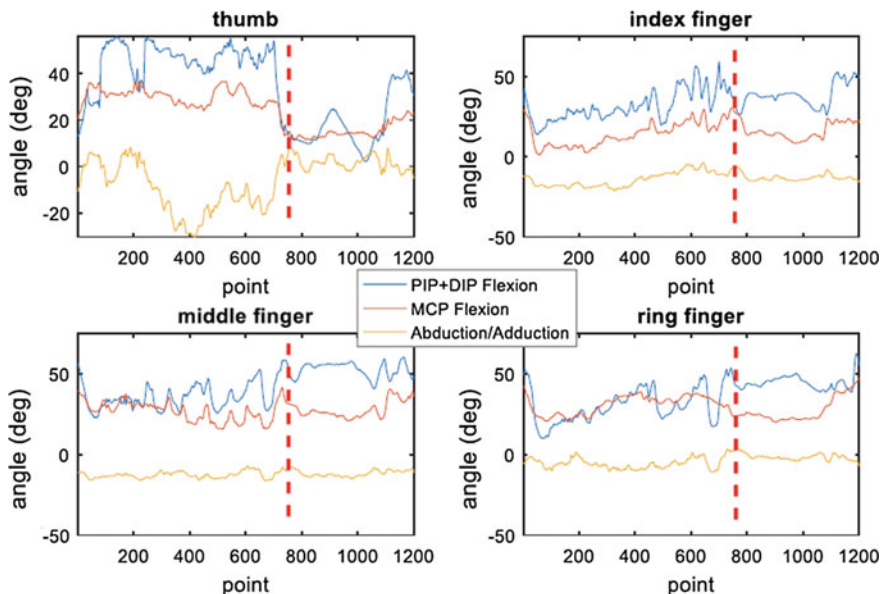 thumb
index finger
angle (deg)
40
20
0
-20
200 400 600 800 1000 1200
point
angle (deg)
50
0
-50
200 400 600 800 1000 1200
point
PIP+DIP Flexion
MCP Flexion
Abduction/Adduction
middle finger
ring finger
angle (deg)
50
0
-50
200 400 600 800 1000 1200
point
angle (deg)
50
0
-50
200 400 600 800 1000 1200
point